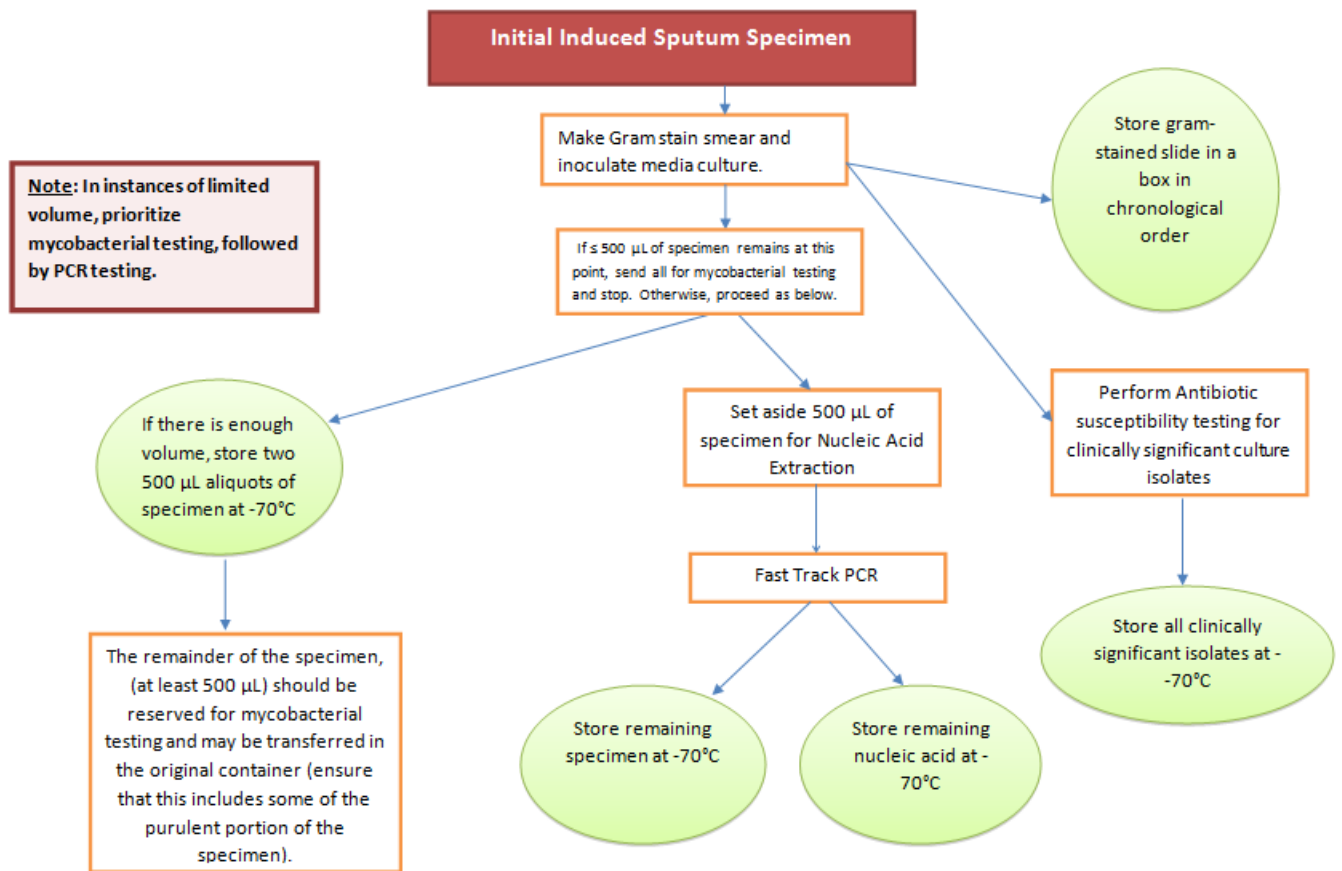 Initial Induced Sputum Specimen
Make Gram stain smear and
inoculate media culture.
Store gram-
stained slide in a
box in
chronological
order
Note: In instances of limited
volume, prioritize
mycobacterial testing, followed
by PCR testing.
If ≤ 500 µL of specimen remains at this
point, send all for mycobacterial testing
and stop. Otherwise, proceed as below.
If there is enough
volume, store two
500 µL aliquots of
specimen at -70°C
Set aside 500 µL of
specimen for Nucleic Acid
Extraction
Perform Antibiotic
susceptibility testing for
clinically significant culture
isolates
Fast Track PCR
The remainder of the specimen,
(at least 500 µL) should be
reserved for mycobacterial
testing and may be transferred in
the original container (ensure
that this includes some of the
purulent portion of the
specimen).
Store remaining
specimen at -70°C
Store remaining
nucleic acid at -
70°C
Store all clinically
significant isolates at -
-70°C